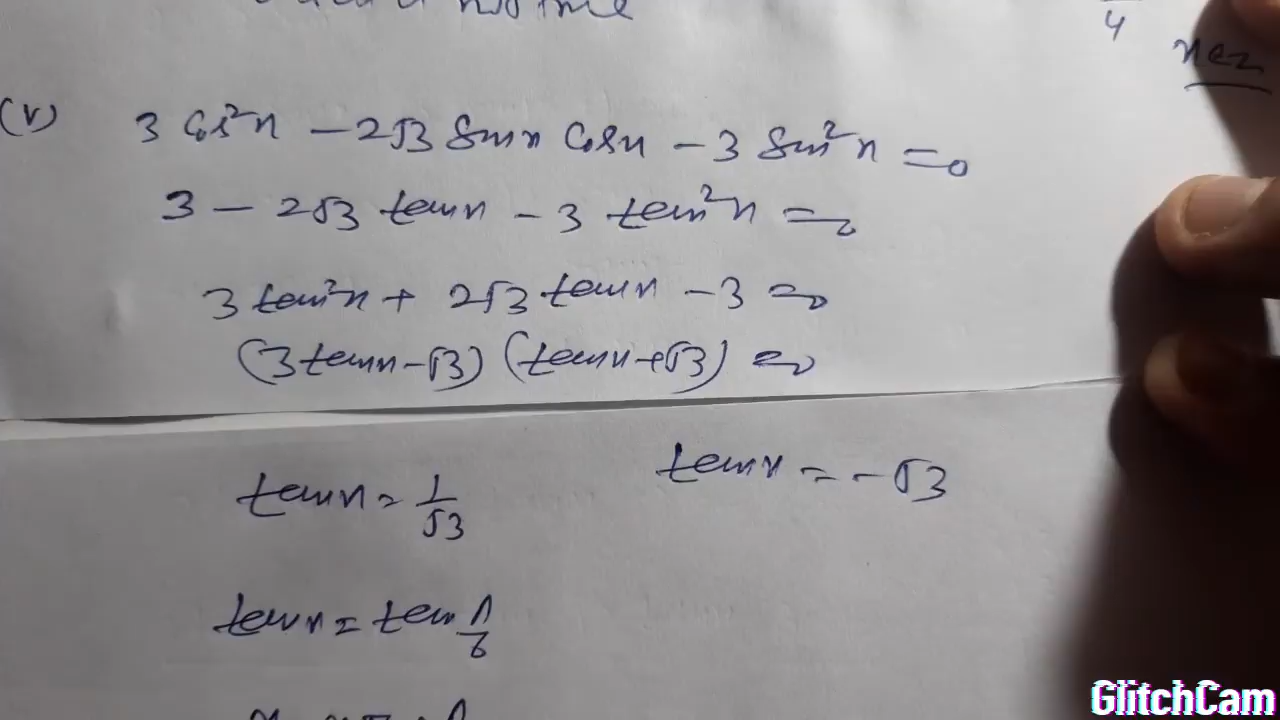 4
n∈z
(V) 3 Cos²x - 2√3 Sinx Cosx - 3 Sin²x = 0
3 - 2√3 tanx - 3 tan²x = 0
3 tan²x + 2√3 tanx - 3 = 0
(3 tanx - √3) (tanx + √3) = 0
tanx = 1/√3 tanx = -√3
tanx = tan π/6
GlitchCam